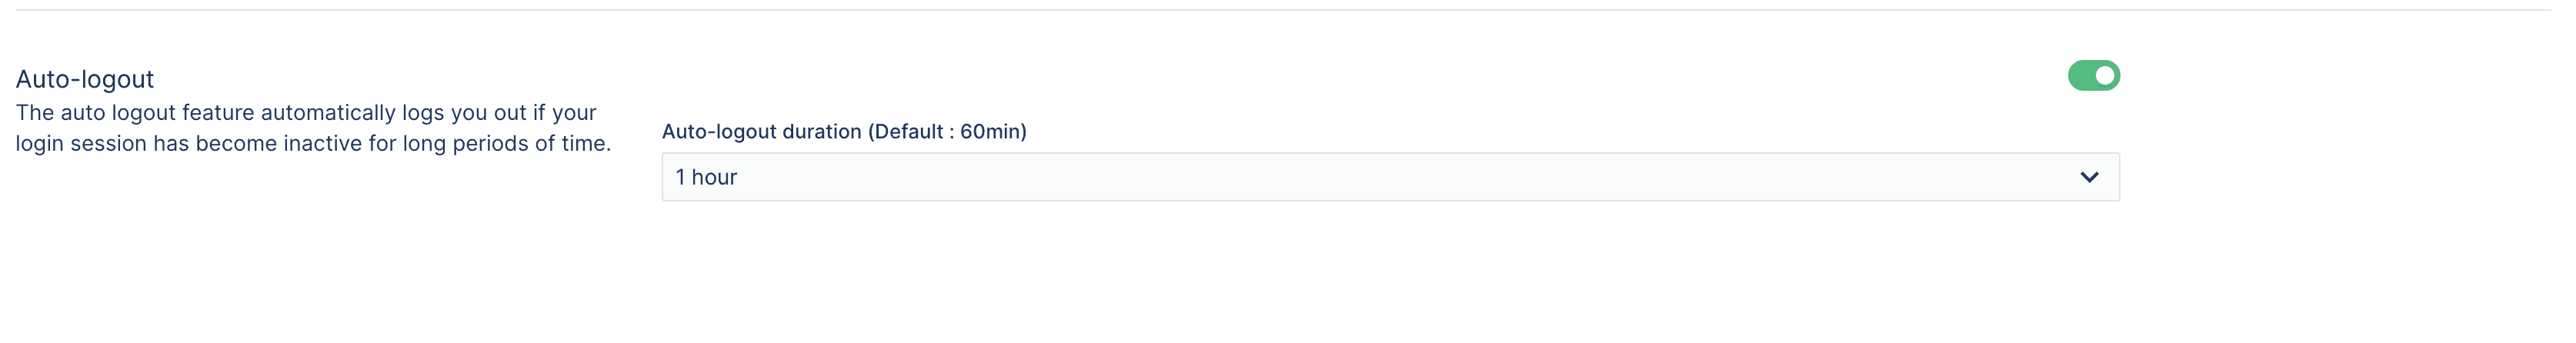 Auto-logout
The auto logout feature automatically logs you out if your
login session has become inactive for long periods of time.
Auto-logout duration (Default : 60min)
1 hour